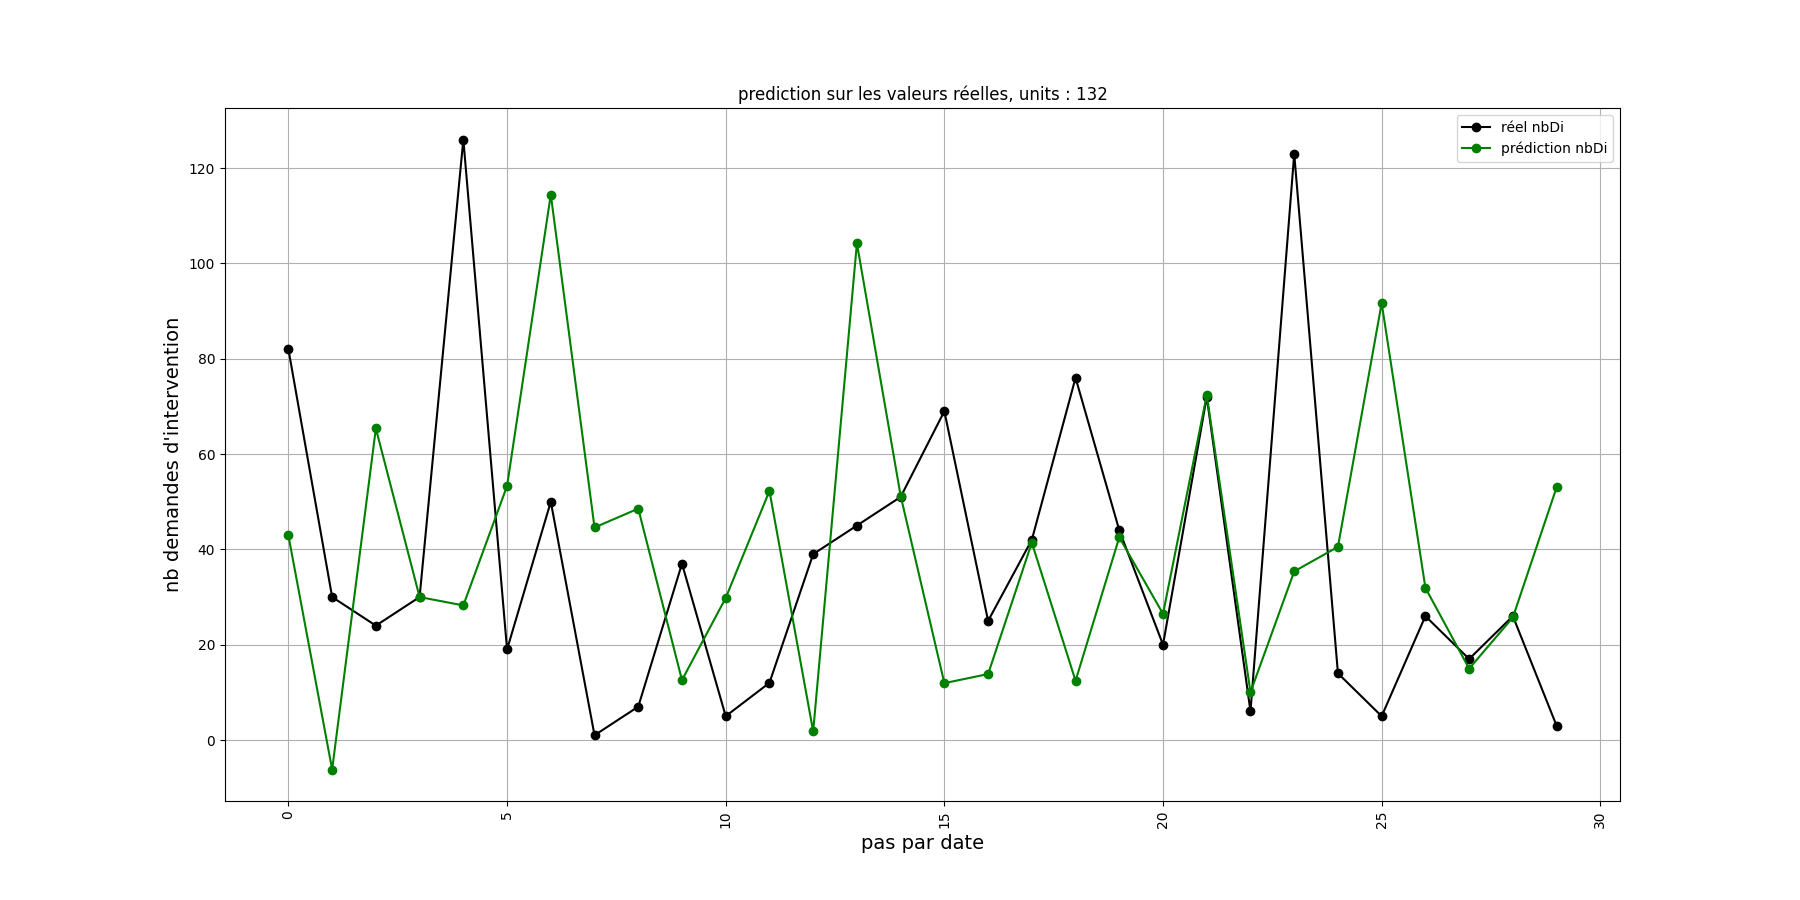 prediction sur les valeurs réelles, units : 132
réel nbDi
prédiction nbDi
nb demandes d'intervention
120
100
80
60
40
20
0
0
5
10
15
20
25
30
pas par date